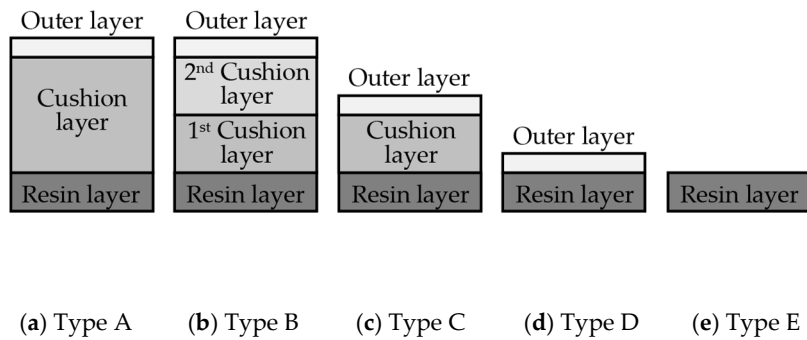 Outer layer
Cushion
layer
Resin layer
Outer layer
2nd Cushion
layer
1st Cushion
layer
Resin layer
Outer layer
Cushion
layer
Resin layer
Outer layer
Resin layer
Resin layer
(a) Type A
(b) Type B
(c) Type C
(d) Type D
(e) Type E